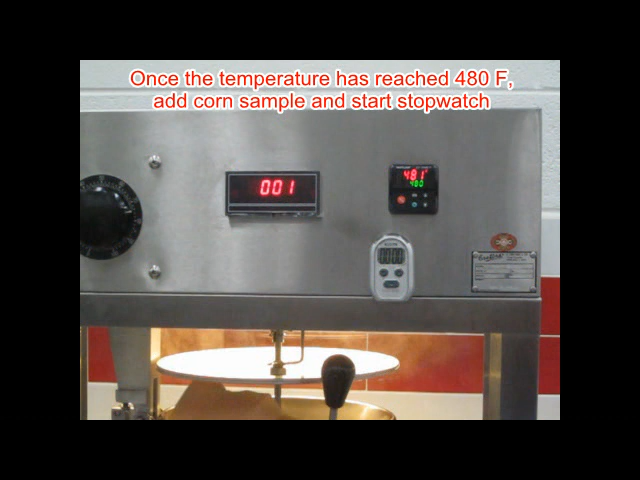 Once the temperature has reached 480 F,
add corn sample and start stopwatch
001
481
480